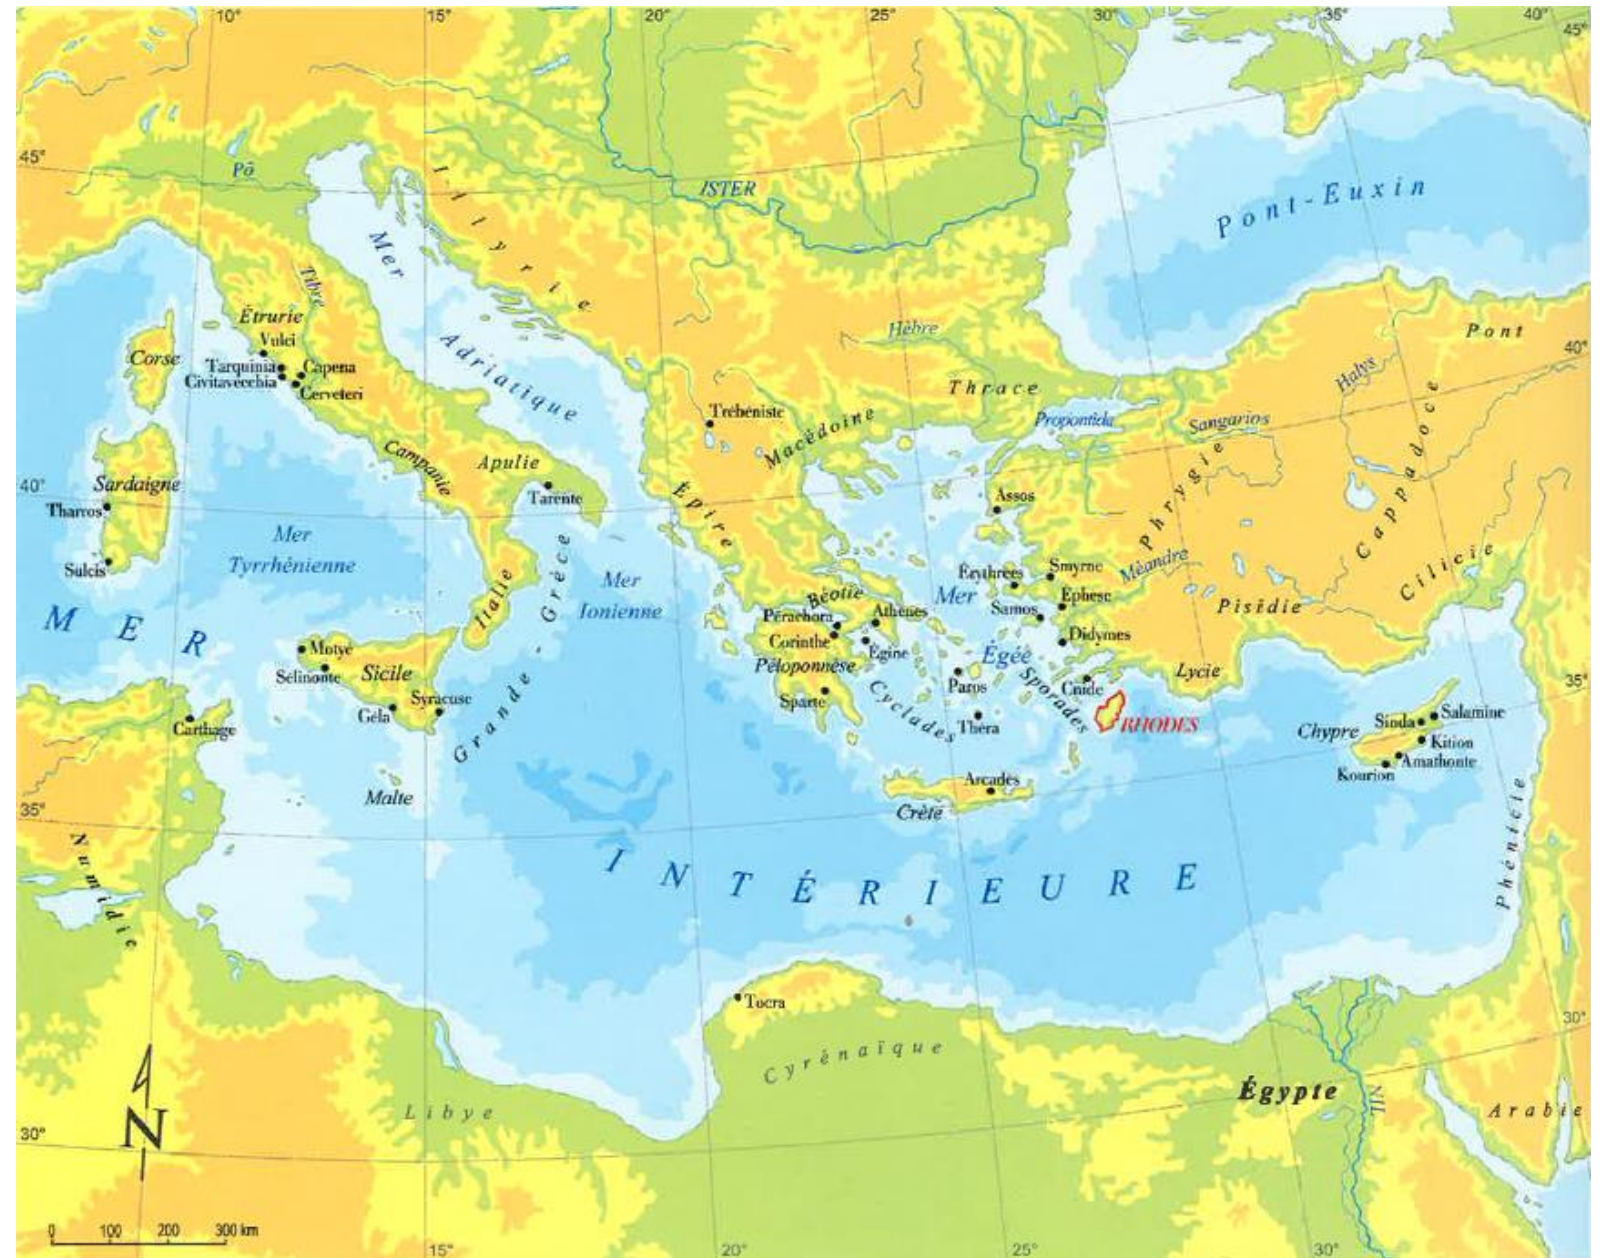 10°
15°
20°
25°
30°
35°
40°
45°
45°
Pô
Illyrie
ISTER
Pont-Euxin
Mer
Adriatique
Tibre
Étrurie
Vulci
Tarquinia
Capena
Civitavecchia
Cerveteri
Corse
Hèbre
Thrace
Pont
40°
Halys
Trébéniste
Macédoine
Propontide
Sangarios
Cappadoce
Campanie
Apulie
Tarente
Sardaigne
40°
Tharros
Épire
Assos
Phrygie
Mer
Tyrrhénienne
Grande-Grèce
Sulcis
Mer
Ionienne
Érythrées
Smyrne
Méandre
Cilicie
Italie
Béotie
Mer
Égée
Éphèse
Pisidie
Pérachora
Athènes
Samos
MER
Corinthe
Égine
Didymes
Motyé
Sélinonte
Sicile
Péloponnèse
Lycie
Sparte
Cyclades
Paros
Sporades
Cnide
35°
Géla
Syracuse
Théra
RHODES
Carthage
Chypre
Sinda
Salamine
Kition
Amathonte
Kourion
Arcadès
Crète
Malte
35°
Numidie
Phénicie
INTÉRIEURE
Tocra
30°
Cyrénaïque
Égypte
Nil
Libye
Arabie
30°
N
0 100 200 300 km
15°
20°
25°
30°